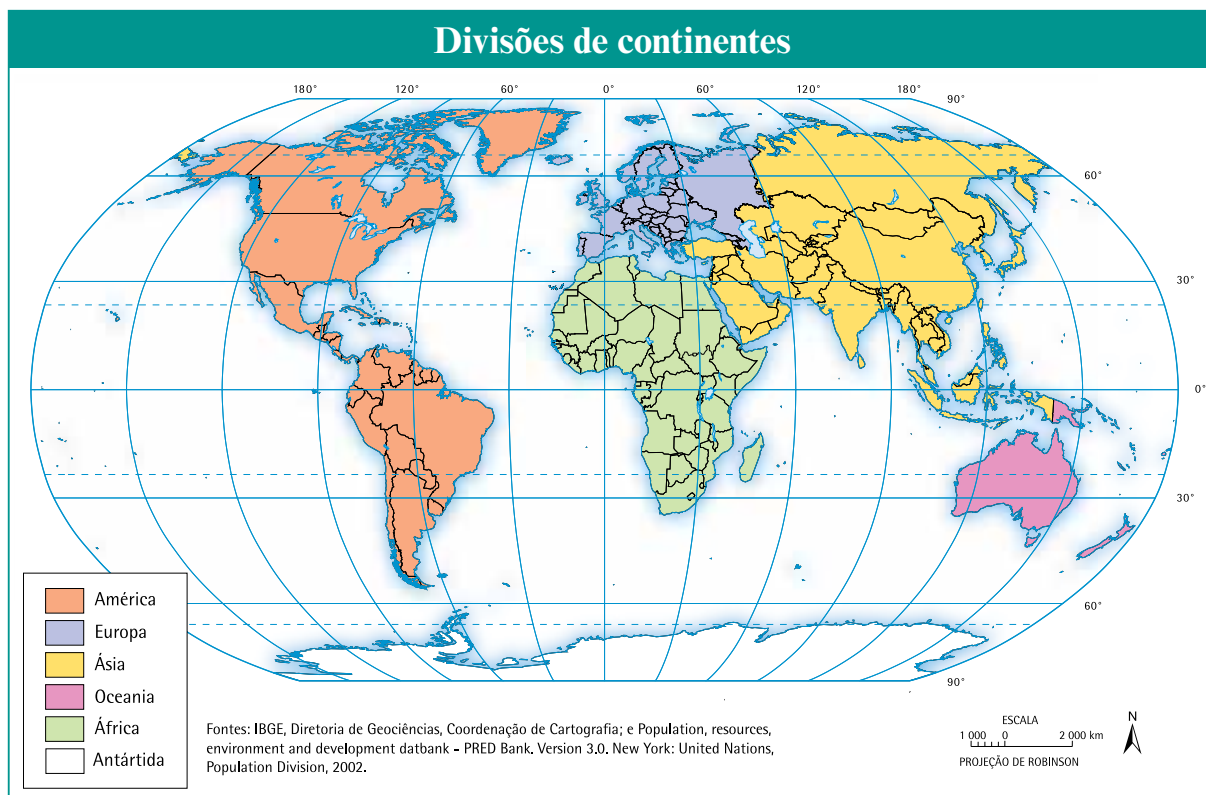 Divisões de continentes
180° 120° 60° 0° 60° 120° 180°
90°
60°
30°
0°
30°
60°
90°
América
Europa
Ásia
Oceania
África
Antártida
Fontes: IBGE, Diretoria de Geociências, Coordenação de Cartografia; e Population, resources,
environment and development datbank - PRED Bank. Version 3.0. New York: United Nations,
Population Division, 2002.
ESCALA
1 000 0 2 000 km
PROJEÇÃO DE ROBINSON
N